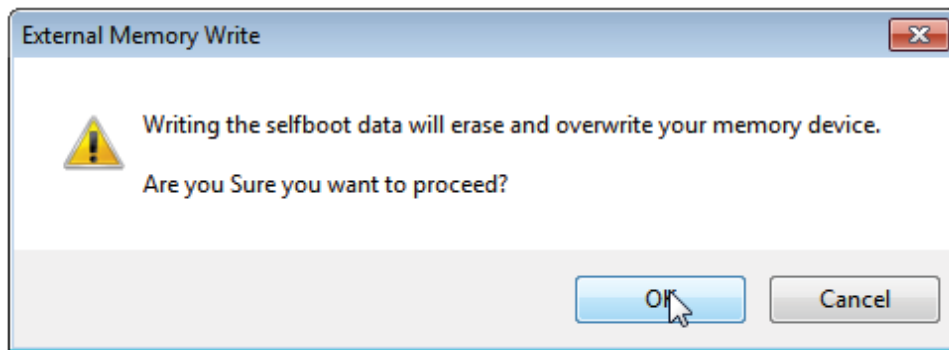 External Memory Write
Writing the selfboot data will erase and overwrite your memory device.
Are you Sure you want to proceed?
OK
Cancel